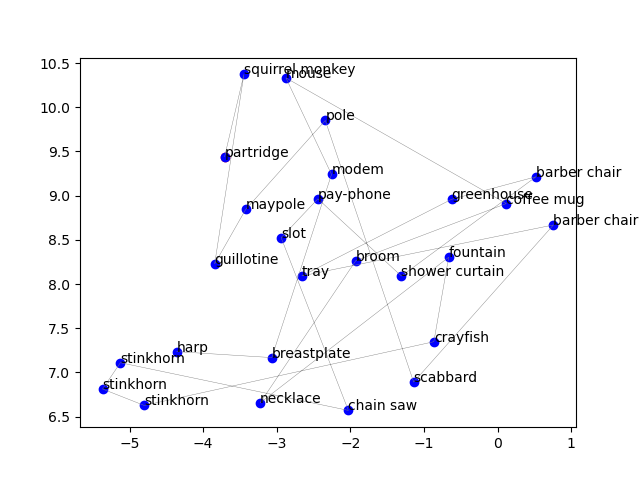 10.5
10.0
9.5
9.0
8.5
8.0
7.5
7.0
6.5
−5
−4
−3
−2
−1
0
1
squirrel monkey
mouse
pole
partridge
modem
barber chair
greenhouse
pay-phone
coffee mug
maypole
barber chair
slot
fountain
guillotine
broom
tray
shower curtain
crayfish
harp
breastplate
stinkhorn
scabbard
stinkhorn
stinkhorn
necklace
chain saw